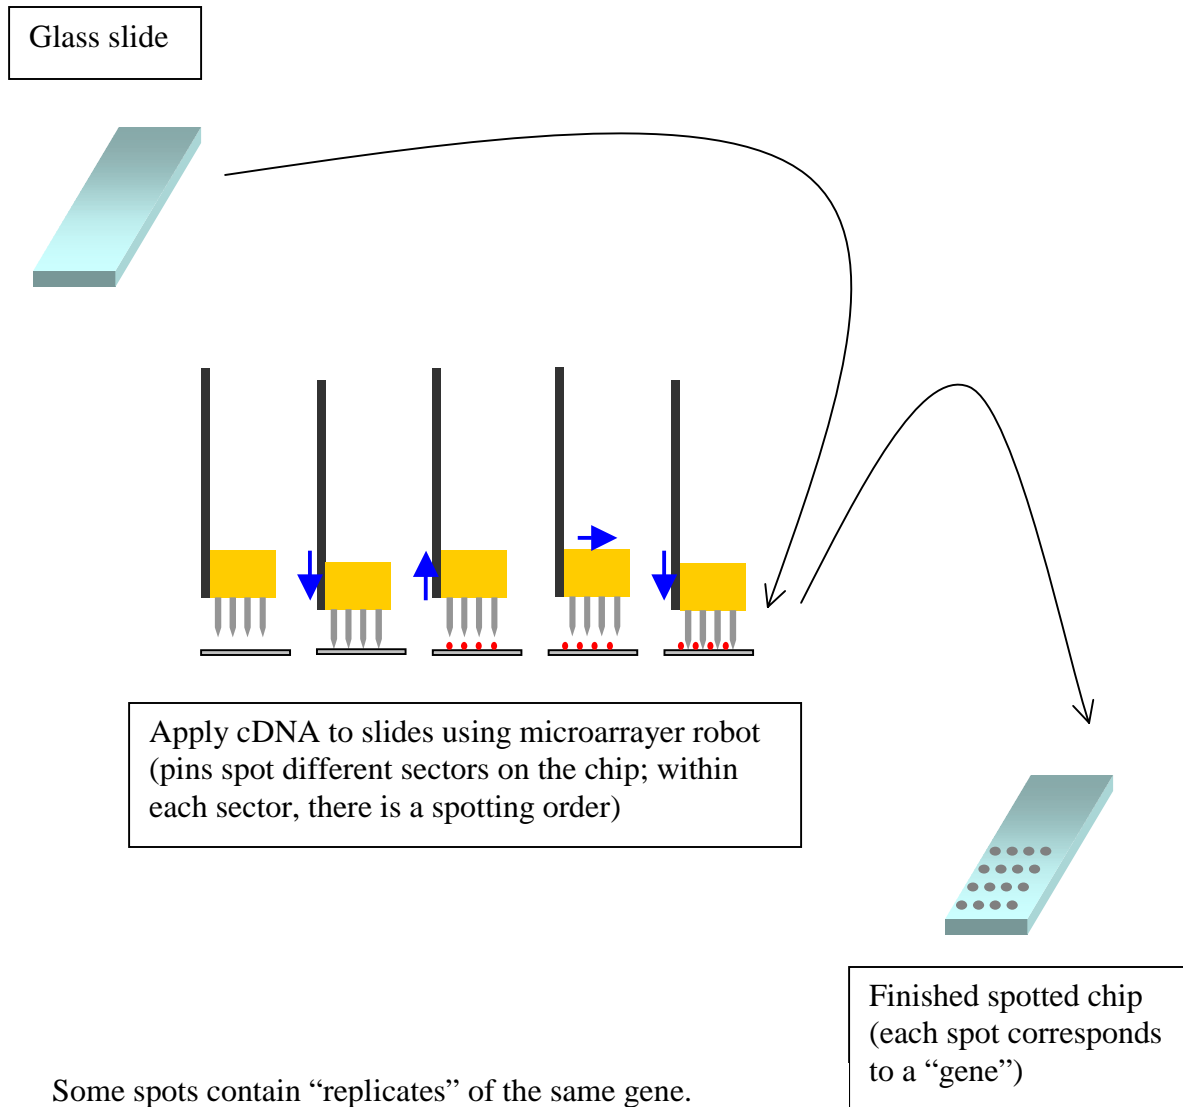 Glass slide
Apply cDNA to slides using microarrayer robot
(pins spot different sectors on the chip; within
each sector, there is a spotting order)
Finished spotted chip
(each spot corresponds
to a “gene”)
Some spots contain “replicates” of the same gene.